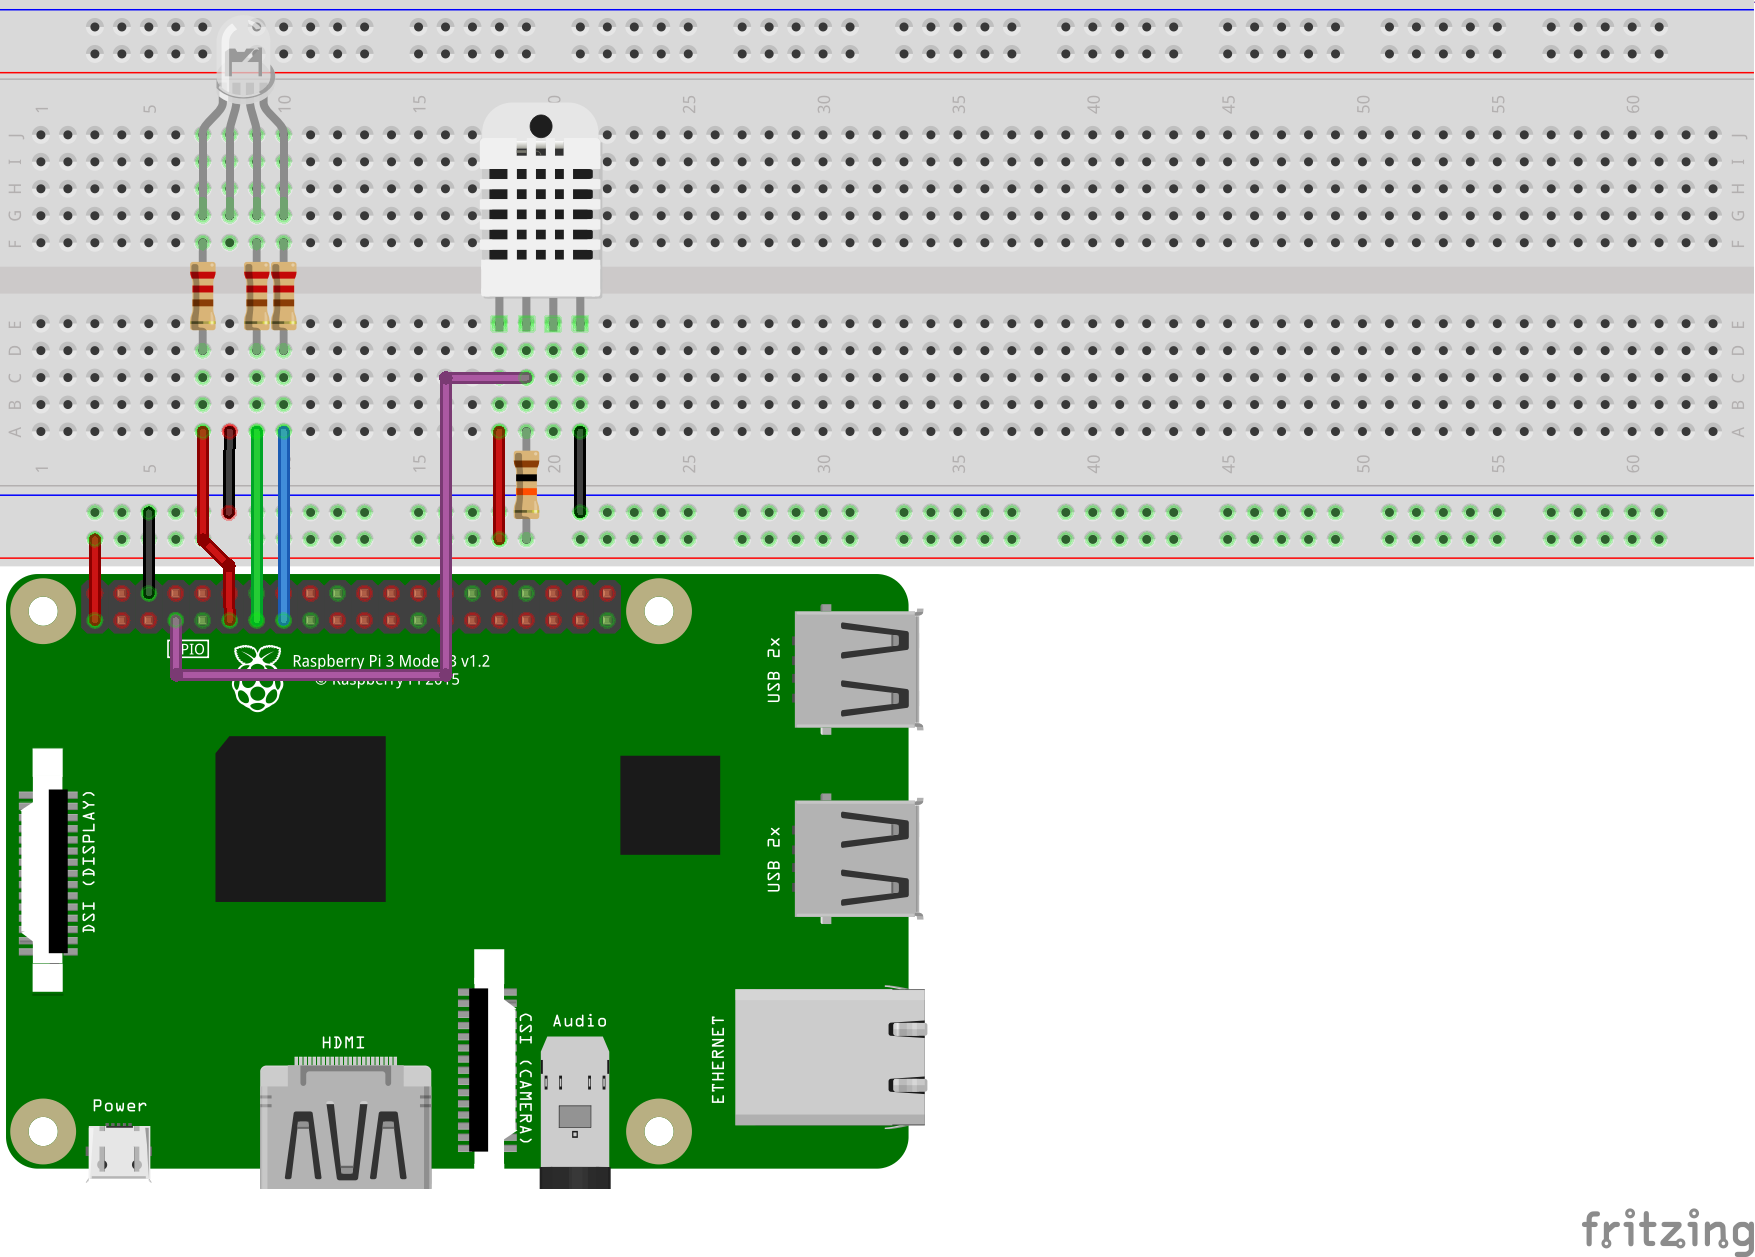 1 5 10 15 20 25 30 35 40 45 50 55 60
J J
I I
H H
G G
F F
E E
D D
C C
B B
A A
1 5 15 20 25 30 35 40 45 50 55 60
GPIO
Raspberry Pi 3 Model B v1.2
© Raspberry Pi 2015
USB 2x
USB 2x
DSI (DISPLAY)
CSI (CAMERA)
Audio
ETHERNET
HDMI
Power
fritzing